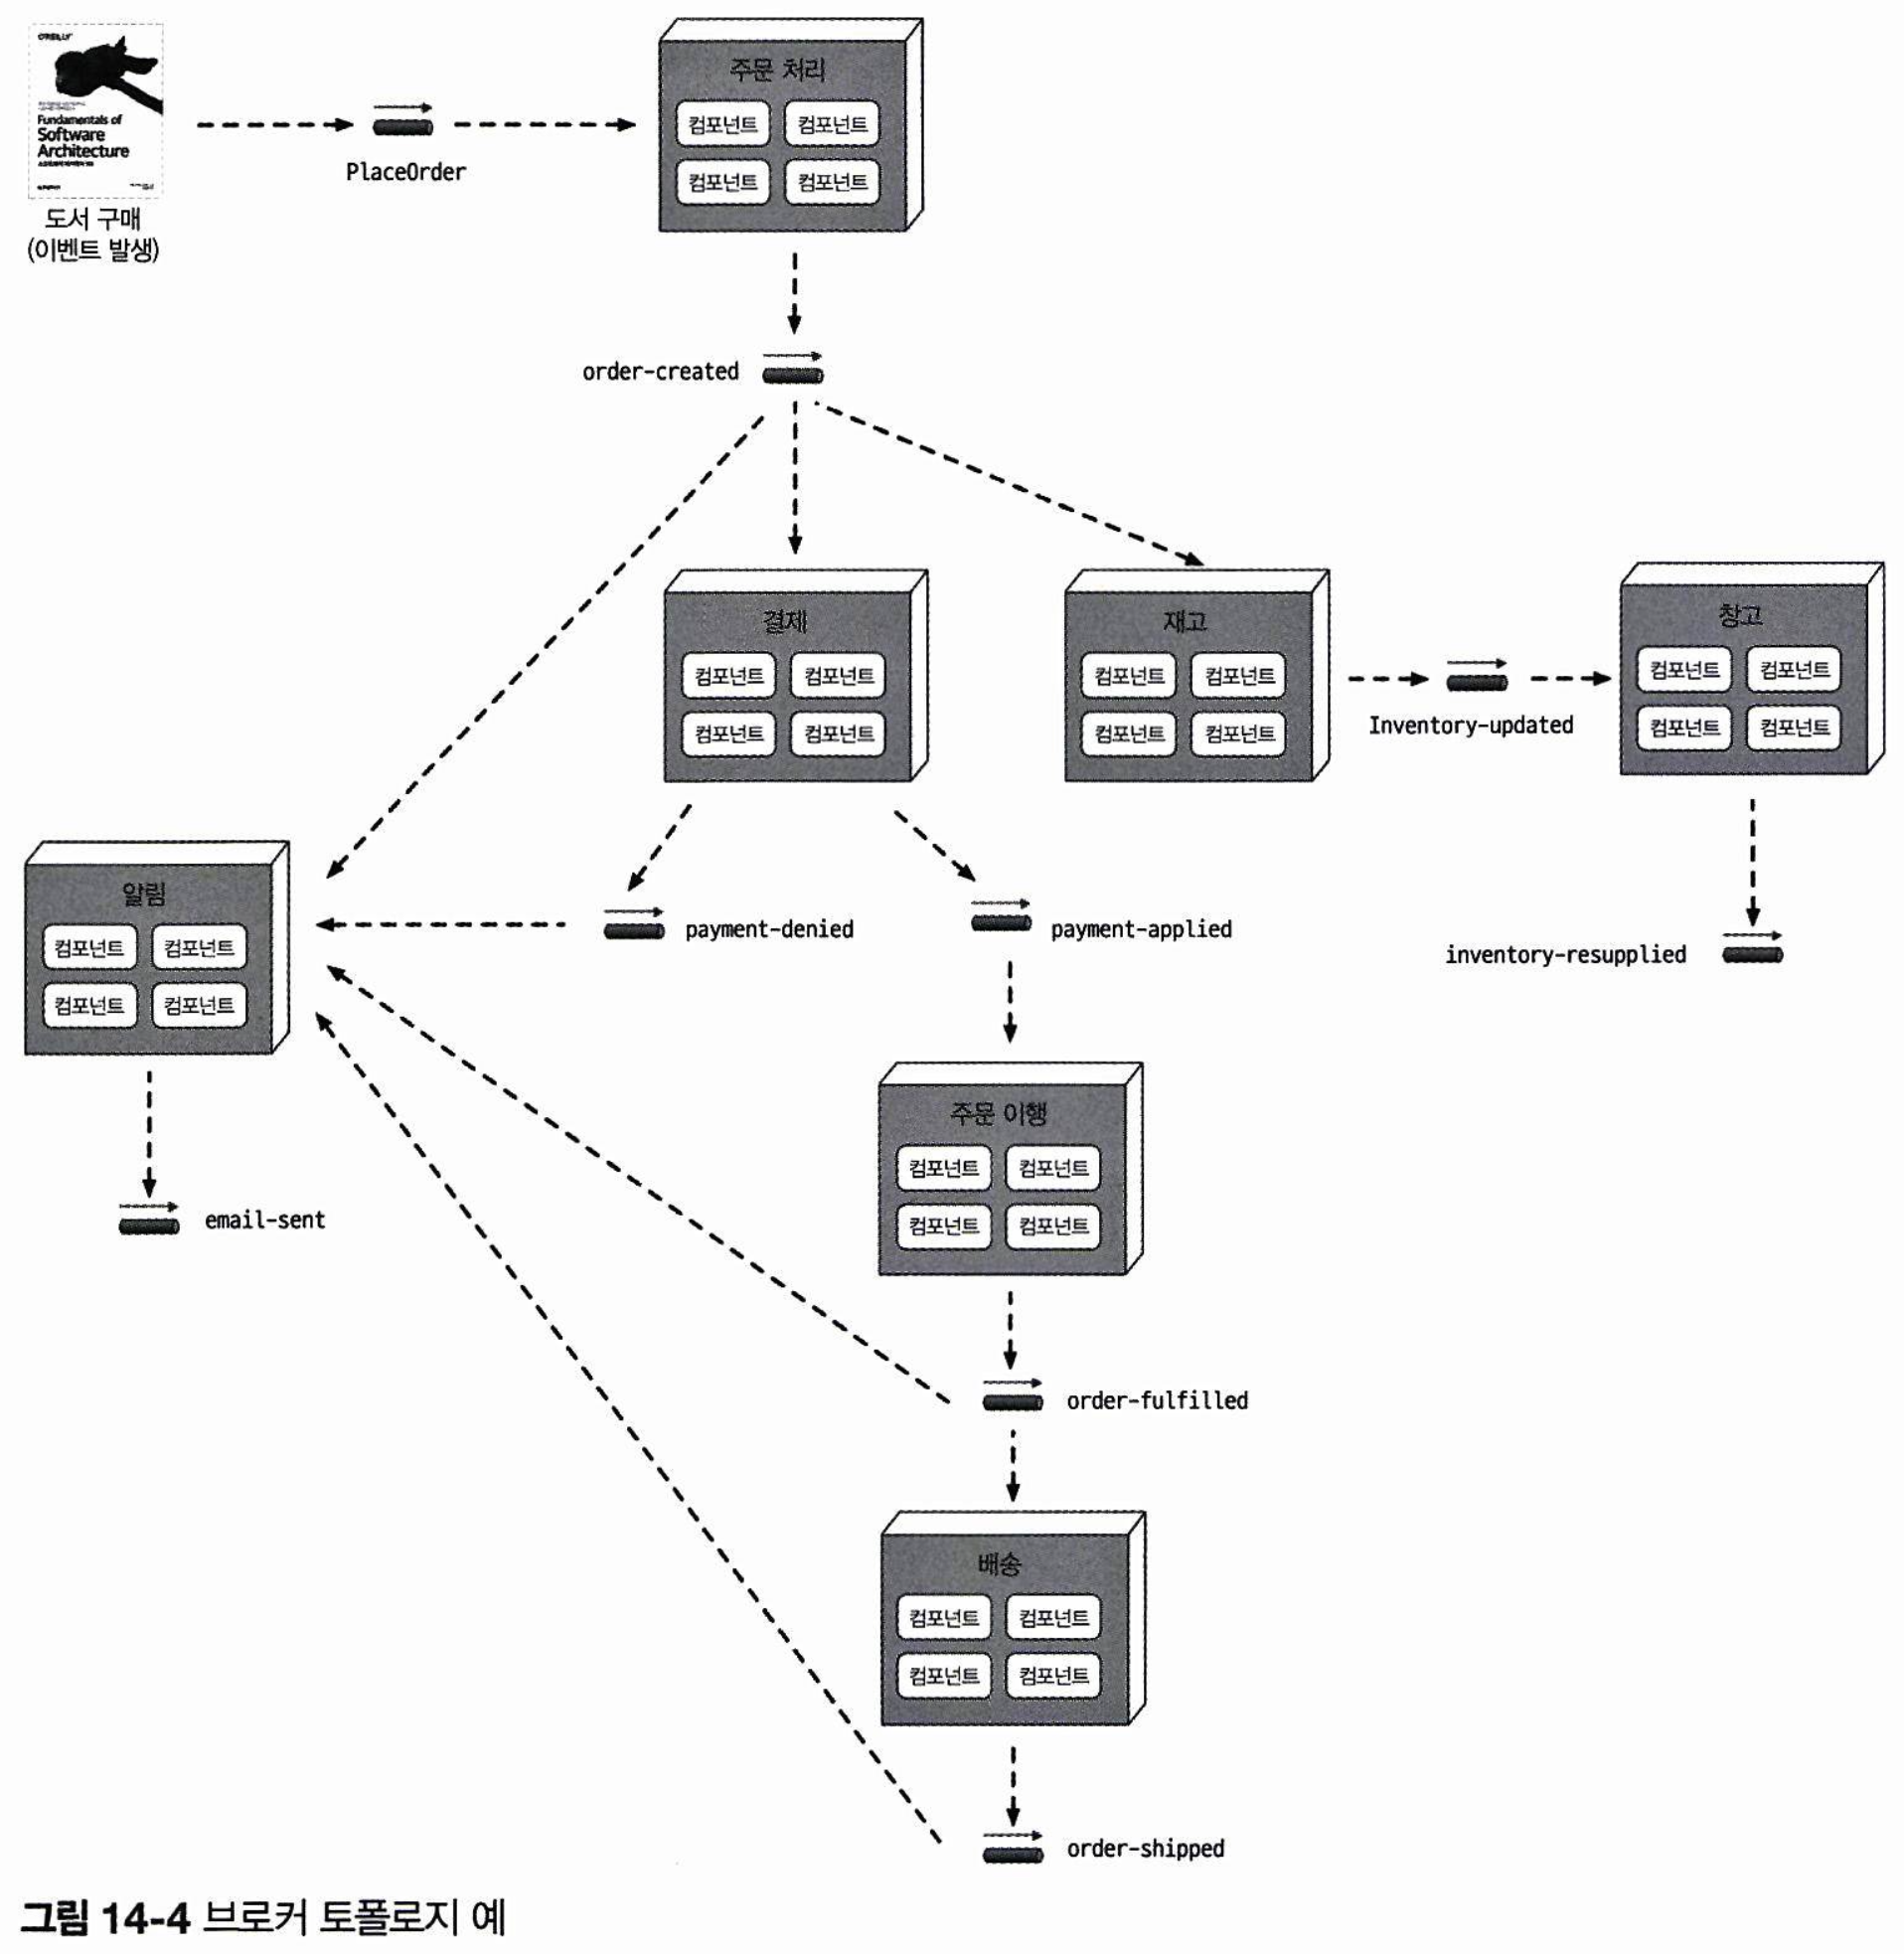 O'REILLY
Fundamentals of
Software
Architecture
도서 구매
(이벤트 발생)
PlaceOrder
주문 처리
컴포넌트 컴포넌트
컴포넌트 컴포넌트
order-created
결제
컴포넌트 컴포넌트
컴포넌트 컴포넌트
재고
컴포넌트 컴포넌트
컴포넌트 컴포넌트
Inventory-updated
창고
컴포넌트 컴포넌트
컴포넌트 컴포넌트
알림
컴포넌트 컴포넌트
컴포넌트 컴포넌트
payment-denied
payment-applied
inventory-resupplied
email-sent
주문 이행
컴포넌트 컴포넌트
컴포넌트 컴포넌트
order-fulfilled
배송
컴포넌트 컴포넌트
컴포넌트 컴포넌트
order-shipped
그림 14-4 브로커 토폴로지 예